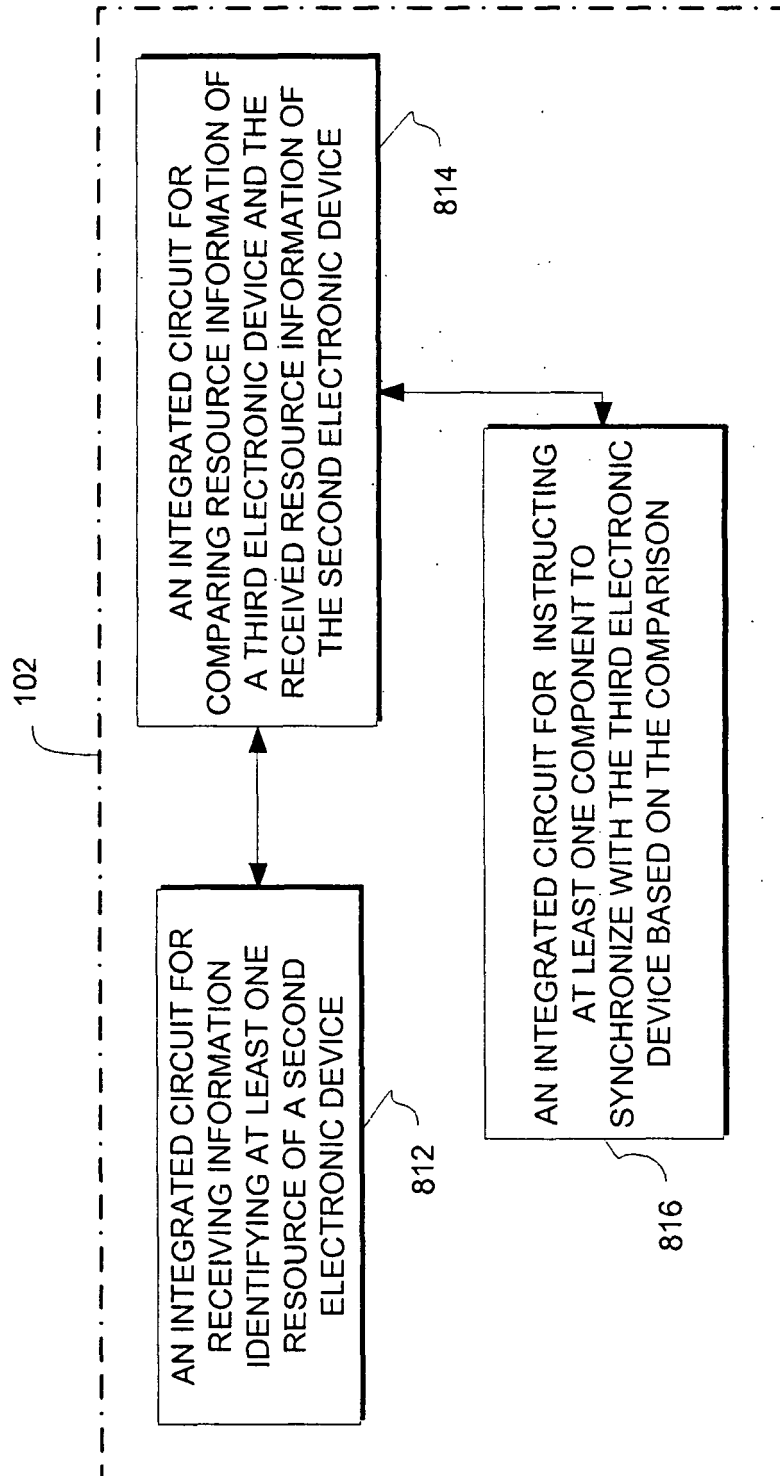 102
AN INTEGRATED CIRCUIT FOR
RECEIVING INFORMATION
IDENTIFYING AT LEAST ONE
RESOURCE OF A SECOND
ELECTRONIC DEVICE
812
AN INTEGRATED CIRCUIT FOR
COMPARING RESOURCE INFORMATION OF
A THIRD ELECTRONIC DEVICE AND THE
RECEIVED RESOURCE INFORMATION OF
THE SECOND ELECTRONIC DEVICE
814
AN INTEGRATED CIRCUIT FOR INSTRUCTING
AT LEAST ONE COMPONENT TO
SYNCHRONIZE WITH THE THIRD ELECTRONIC
DEVICE BASED ON THE COMPARISON
816